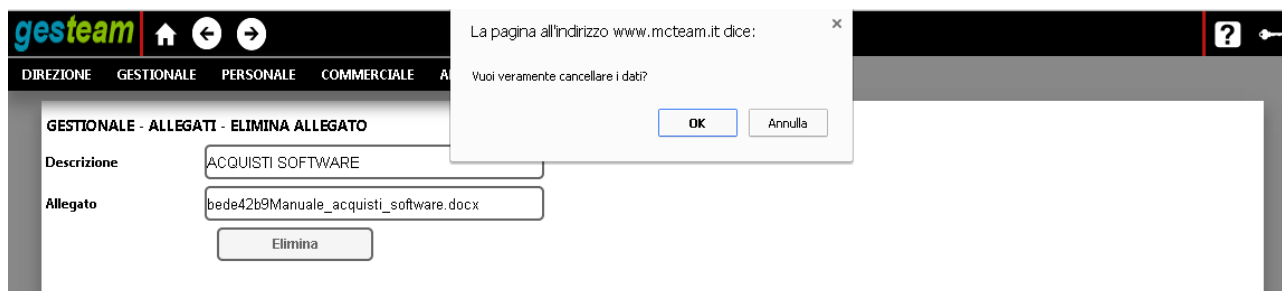 gesteam
?
DIREZIONE GESTIONALE PERSONALE COMMERCIALE
La pagina all'indirizzo www.mcteam.it dice:
×
Vuoi veramente cancellare i dati?
OK Annulla
GESTIONALE - ALLEGATI - ELIMINA ALLEGATO
Descrizione ACQUISTI SOFTWARE
Allegato bede42b9Manuale_acquisti_software.docx
Elimina